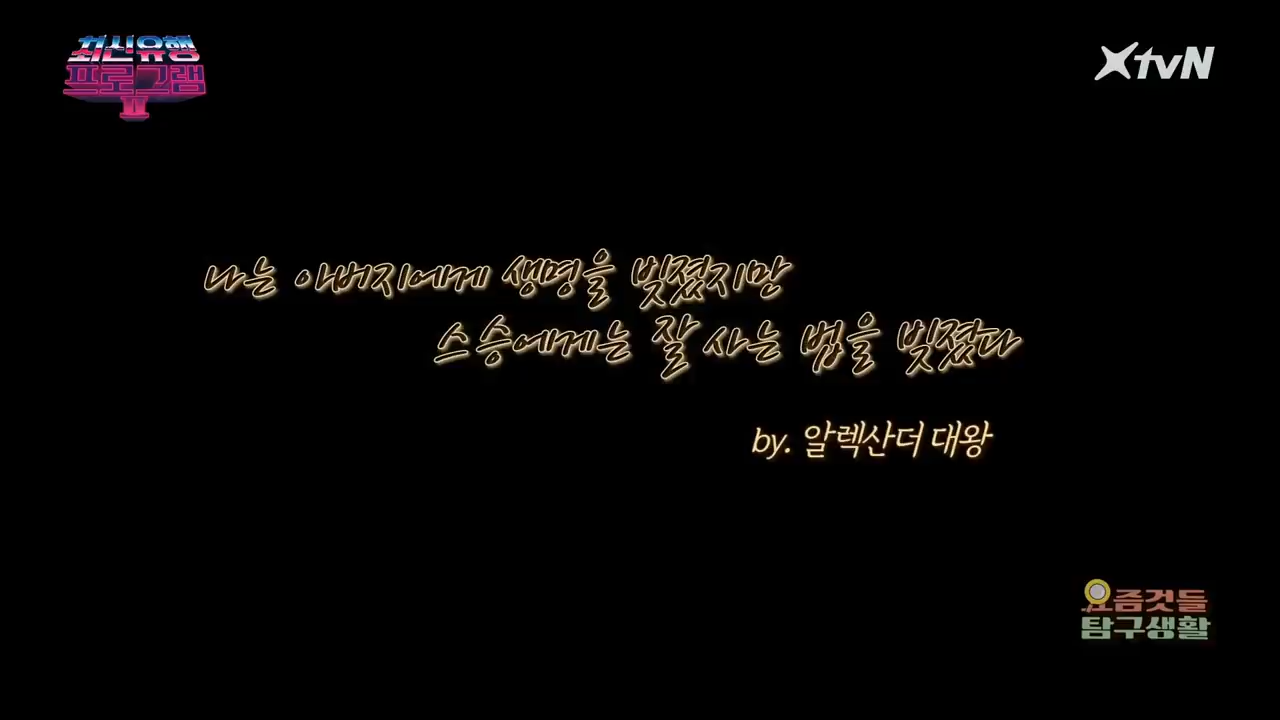 최신유행
프로그램
II
XtvN
나는 아버지에게 생명을 빚졌지만
스승에게는 잘 사는 법을 빚졌다
by. 알렉산더 대왕
요즘것들
탐구생활